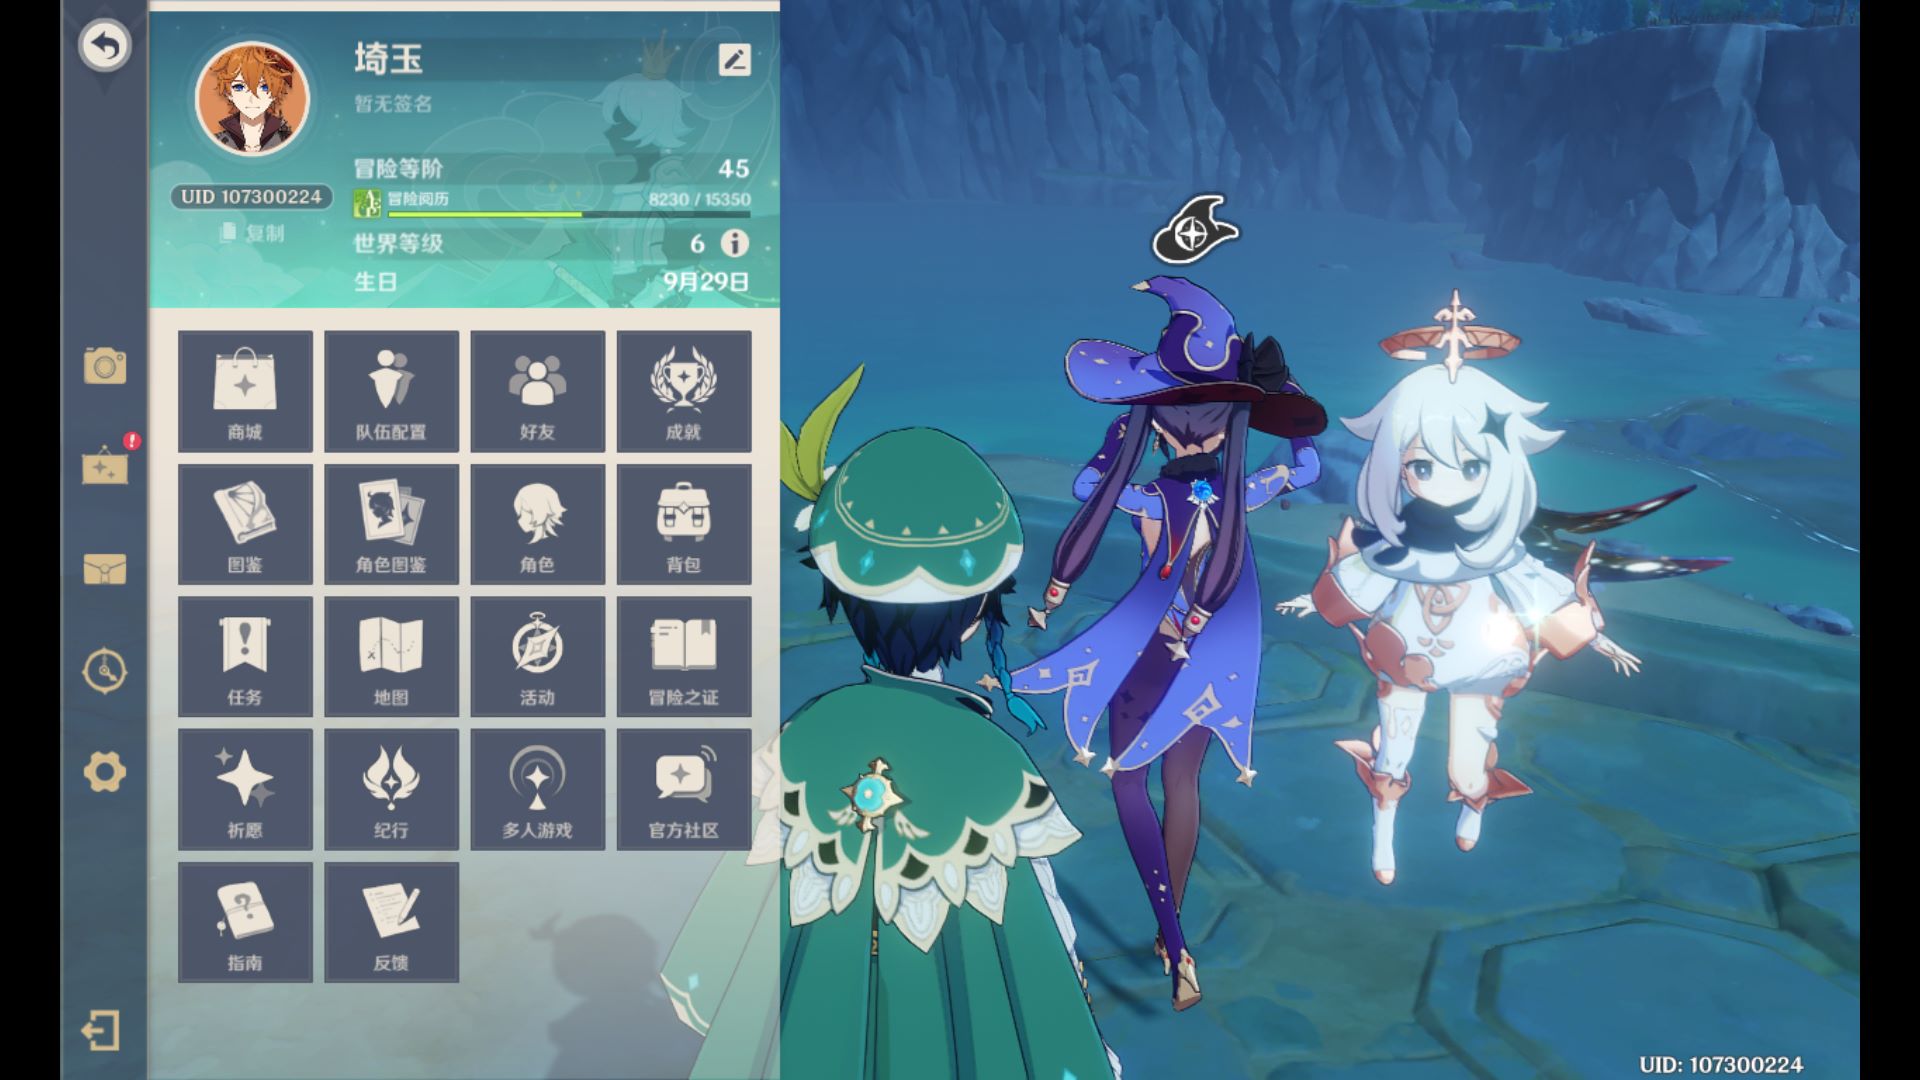 埼玉
暂无签名
冒险等阶 45
冒险阅历 8230 / 15350
UID 107300224
复制
世界等级 6
生日 9月29日
商城 队伍配置 好友 成就
图鉴 角色图鉴 角色 背包
任务 地图 活动 冒险之证
祈愿 纪行 多人游戏 官方社区
指南 反馈
UID: 107300224